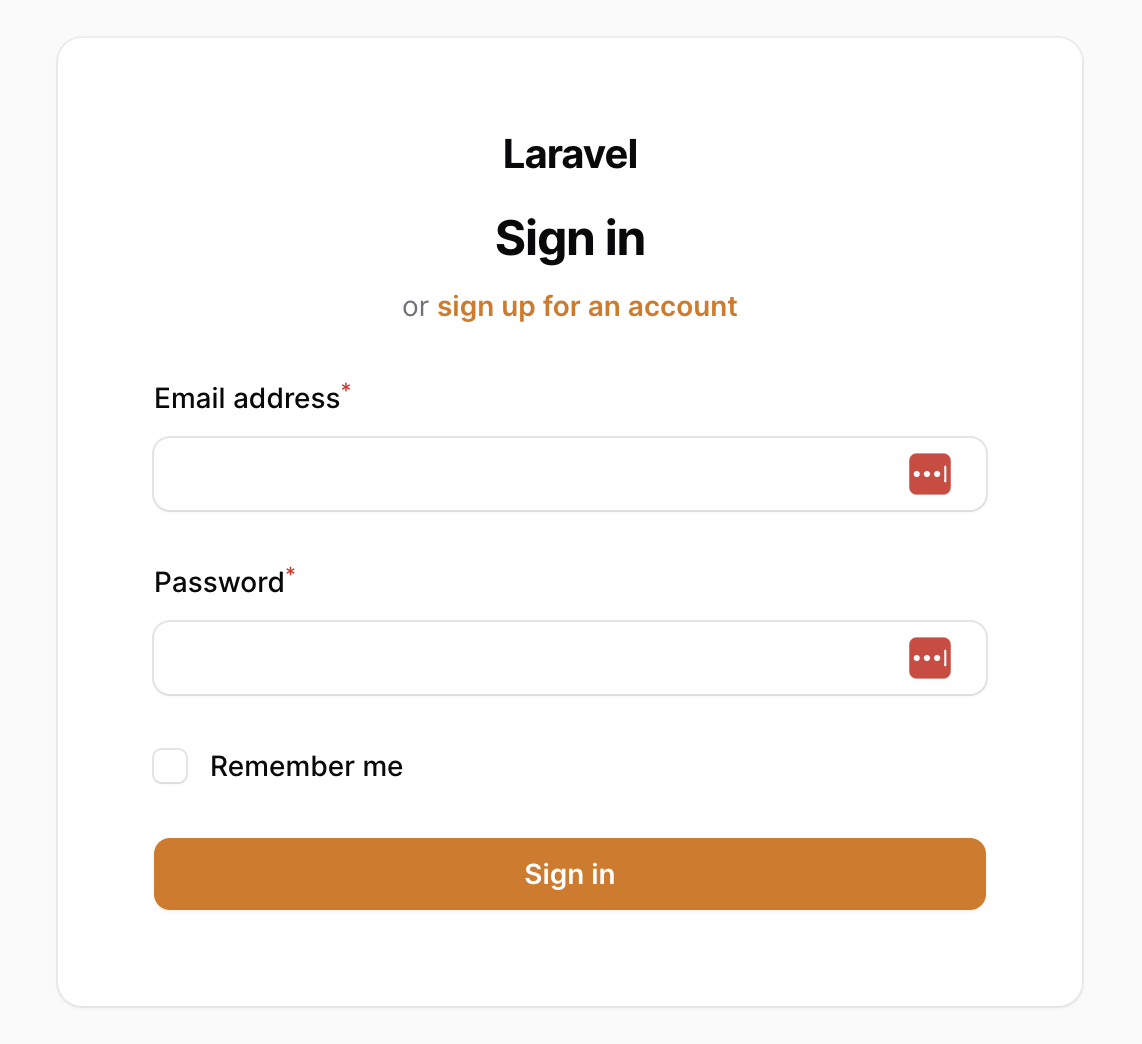 Laravel
Sign in
or sign up for an account
Email address*
Password*
Remember me
Sign in